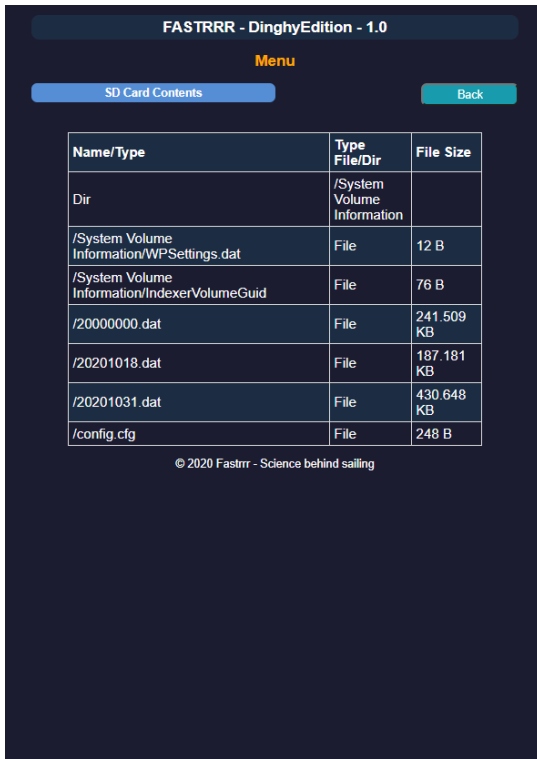 FASTRRR - DinghyEdition - 1.0
Menu
SD Card Contents
Back
Name/Type
Type
File/Dir
File Size
Dir
/System
Volume
Information
/System Volume
Information/WPSettings.dat
File
12 B
/System Volume
Information/IndexerVolumeGuid
File
76 B
/20000000.dat
File
241.509
KB
/20201018.dat
File
187.181
KB
/20201031.dat
File
430.648
KB
/config.cfg
File
248 B
© 2020 Fastrrr - Science behind sailing